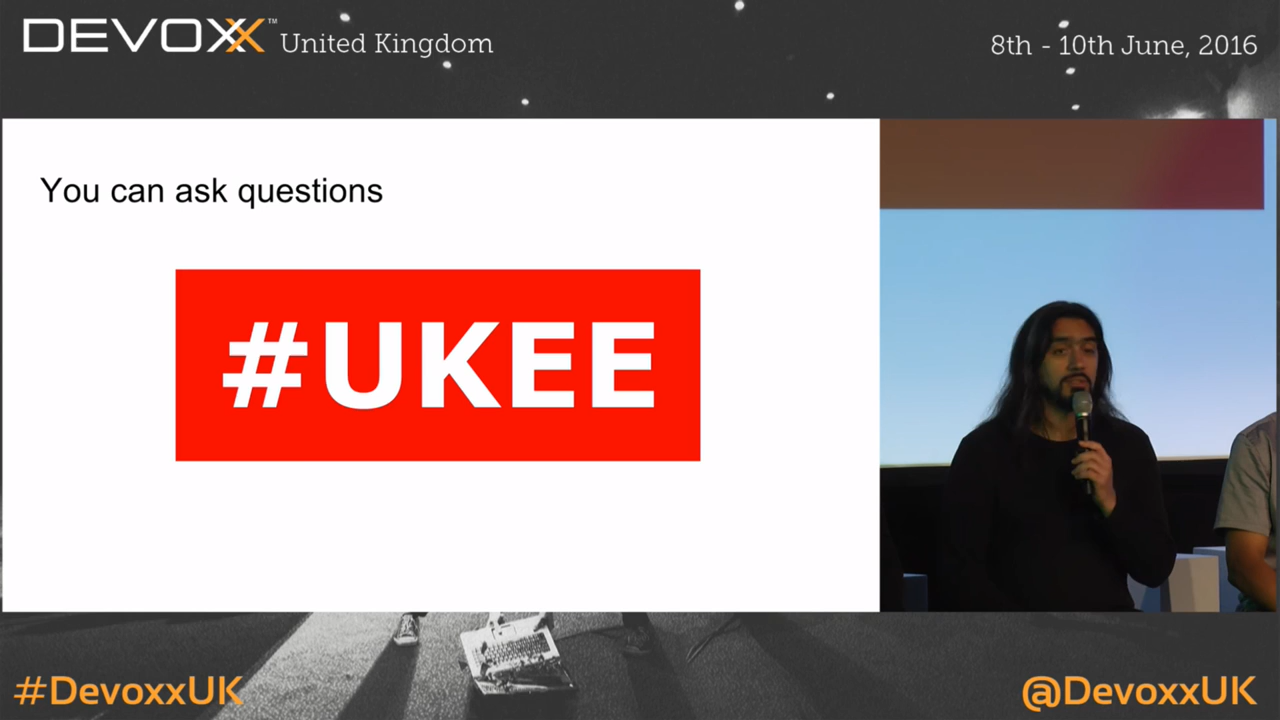 DEVOXX™ United Kingdom
8th - 10th June, 2016
You can ask questions
#UKEE
#DevoxxUK
@DevoxxUK